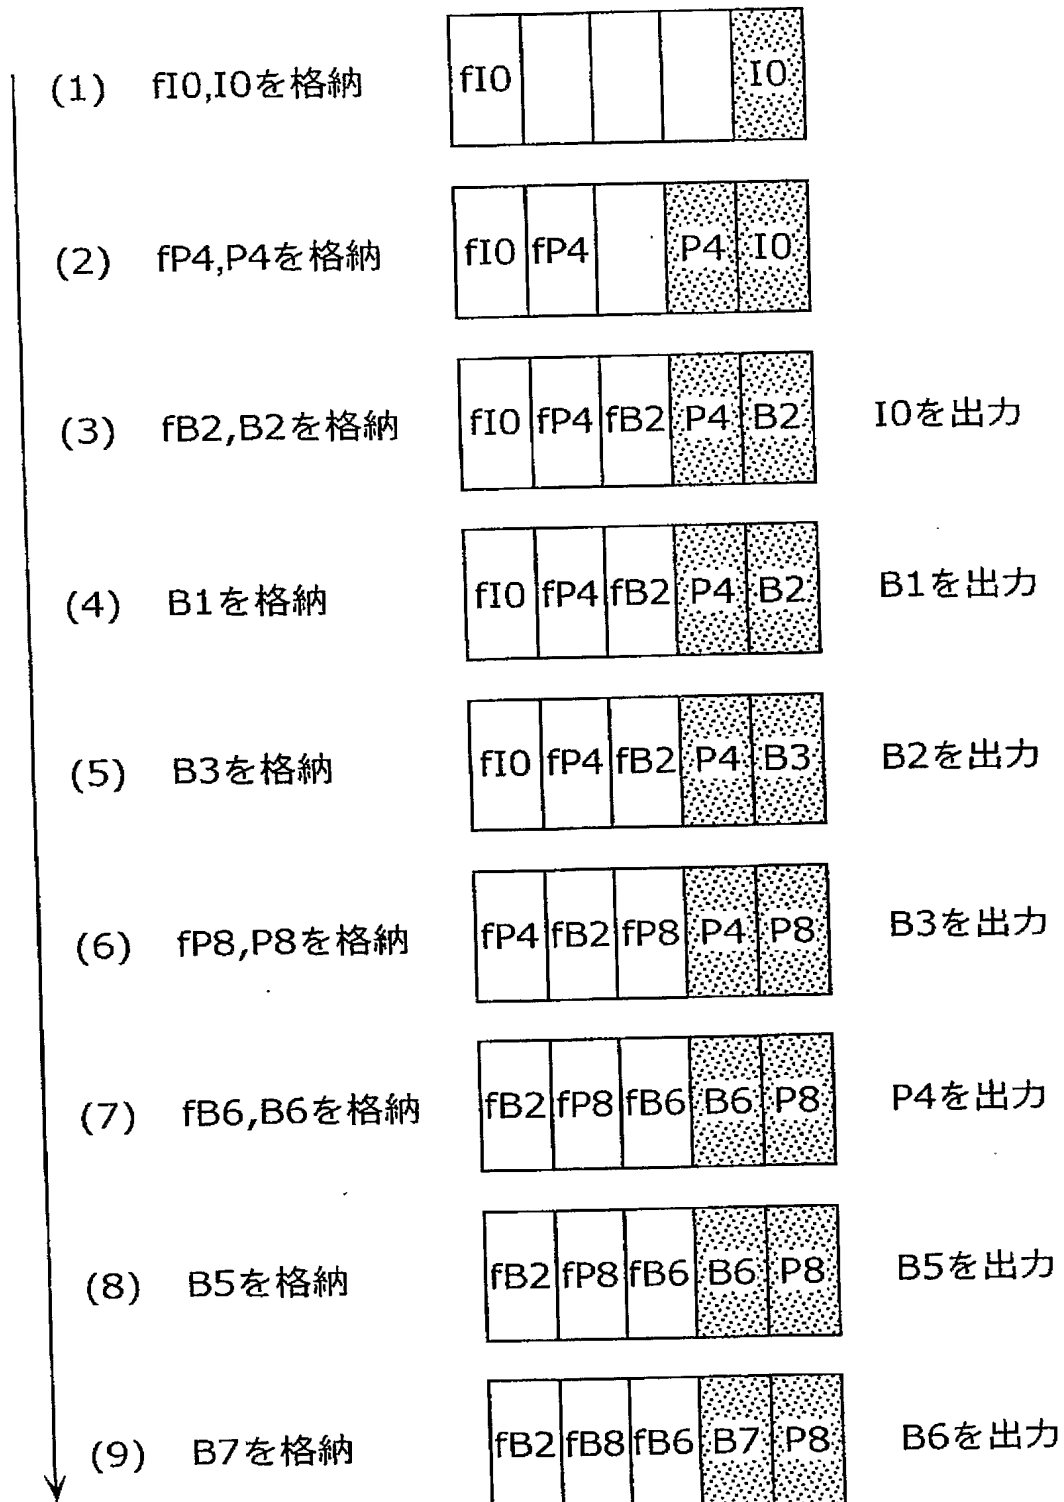 (1) fI0,I0を格納 fI0 I0
(2) fP4,P4を格納 fI0 fP4 P4 I0
(3) fB2,B2を格納 fI0 fP4 fB2 P4 B2 I0を出力
(4) B1を格納 fI0 fP4 fB2 P4 B2 B1を出力
(5) B3を格納 fI0 fP4 fB2 P4 B3 B2を出力
(6) fP8,P8を格納 fP4 fB2 fP8 P4 P8 B3を出力
(7) fB6,B6を格納 fB2 fP8 fB6 B6 P8 P4を出力
(8) B5を格納 fB2 fP8 fB6 B6 P8 B5を出力
(9) B7を格納 fB2 fB8 fB6 B7 P8 B6を出力